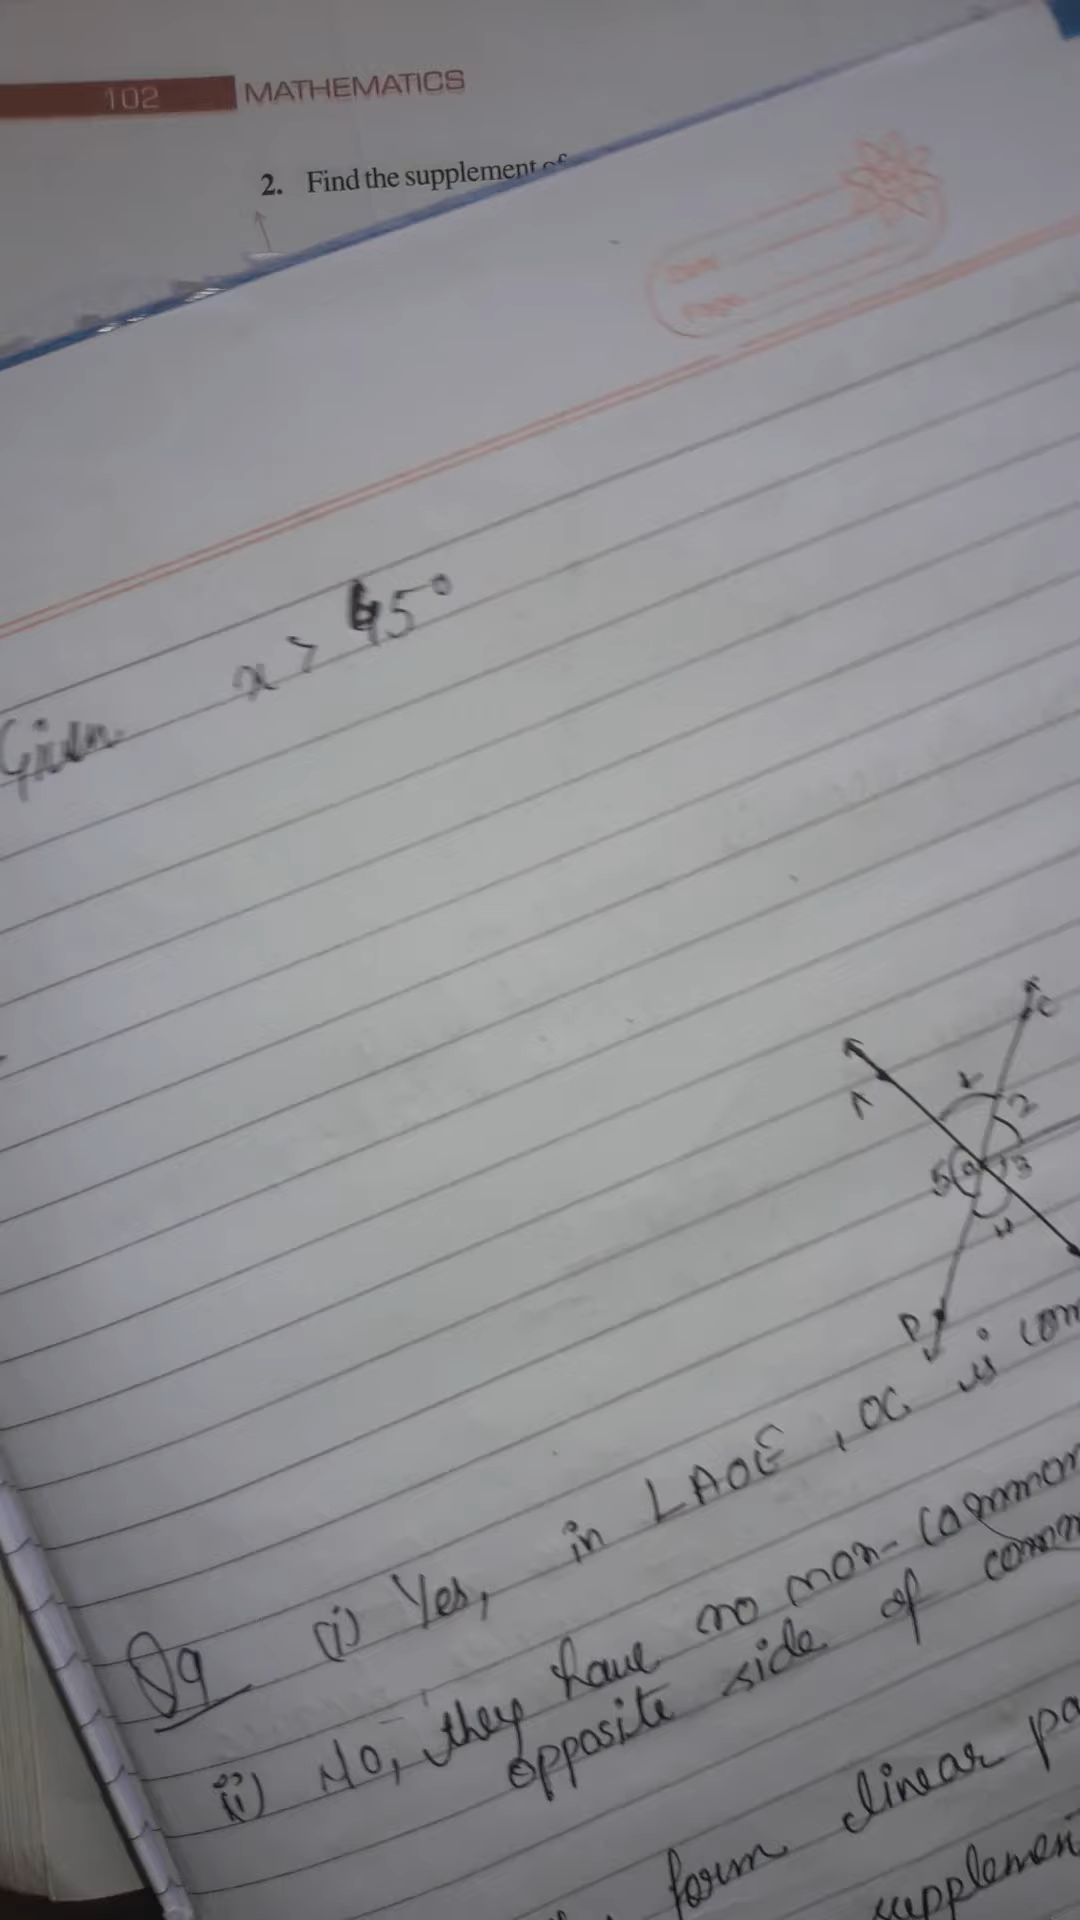 102 MATHEMATICS
2. Find the supplement of
Given x > 45°
C
A 1 2
5 O 3
4
D
Q9 (i) Yes, in ∠AOE, OC is com
(ii) No, they have no non-common
opposite side of comm
form linear pa
supplemen